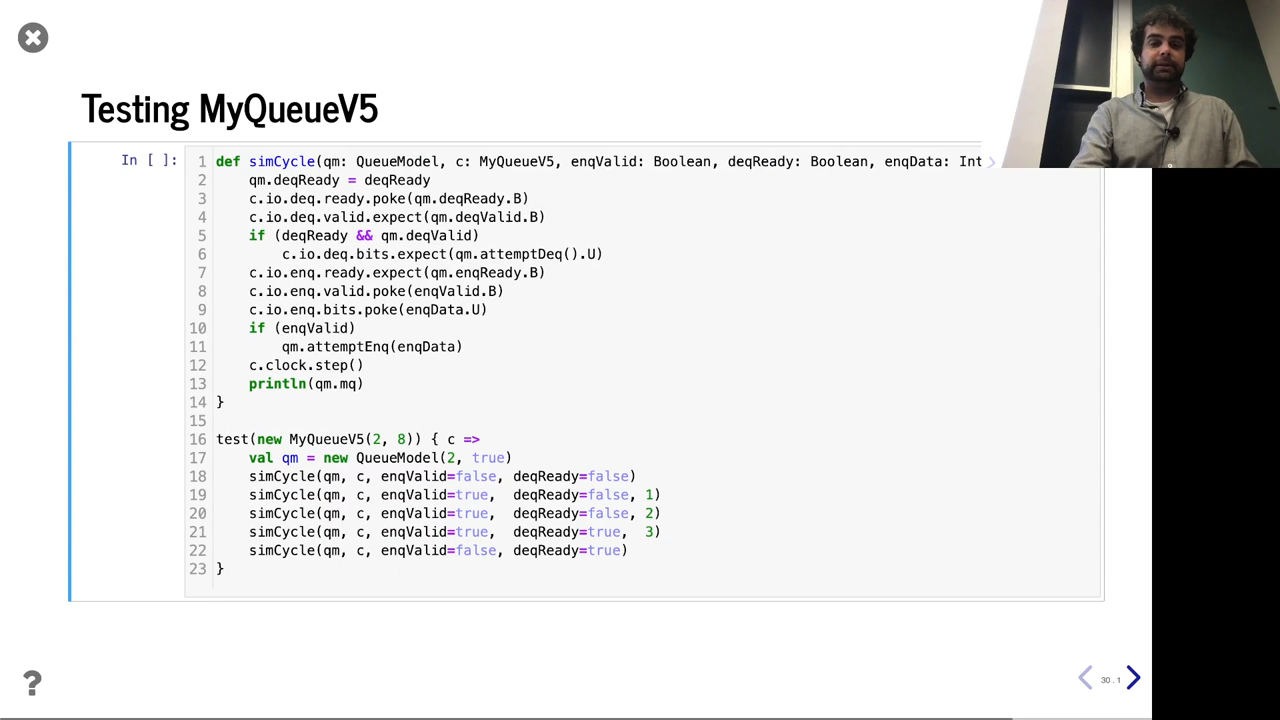 Testing MyQueueV5
In [ ]:
1 def simCycle(qm: QueueModel, c: MyQueueV5, enqValid: Boolean, deqReady: Boolean, enqData: Int
2 qm.deqReady = deqReady
3 c.io.deq.ready.poke(qm.deqReady.B)
4 c.io.deq.valid.expect(qm.deqValid.B)
5 if (deqReady && qm.deqValid)
6 c.io.deq.bits.expect(qm.attemptDeq().U)
7 c.io.enq.ready.expect(qm.enqReady.B)
8 c.io.enq.valid.poke(enqValid.B)
9 c.io.enq.bits.poke(enqData.U)
10 if (enqValid)
11 qm.attemptEnq(enqData)
12 c.clock.step()
13 println(qm.mq)
14 }
15
16 test(new MyQueueV5(2, 8)) { c =>
17 val qm = new QueueModel(2, true)
18 simCycle(qm, c, enqValid=false, deqReady=false)
19 simCycle(qm, c, enqValid=true,  deqReady=false, 1)
20 simCycle(qm, c, enqValid=true,  deqReady=false, 2)
21 simCycle(qm, c, enqValid=true,  deqReady=true,  3)
22 simCycle(qm, c, enqValid=false, deqReady=true)
23 }
?
30.1